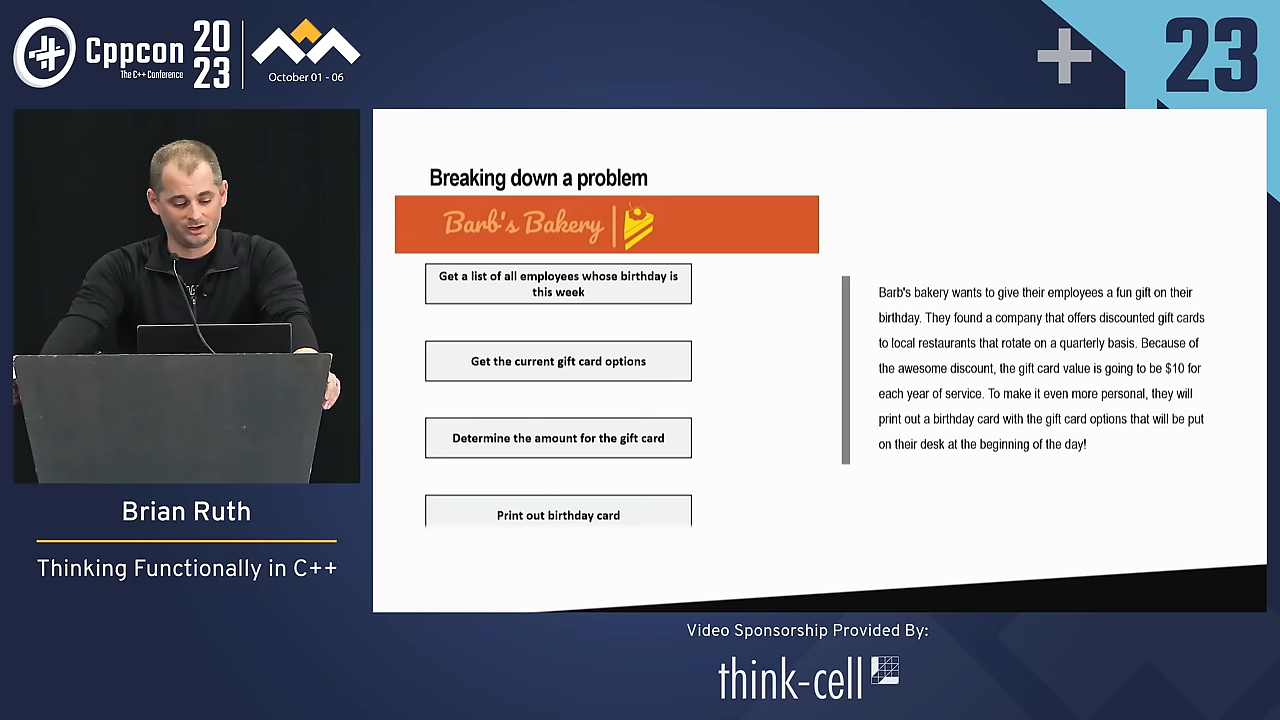 Cppcon
The C++ Conference
20
23
October 01 - 06
23
Breaking down a problem
Barb's Bakery
Get a list of all employees whose birthday is
this week
Get the current gift card options
Determine the amount for the gift card
Print out birthday card
Barb's bakery wants to give their employees a fun gift on their
birthday. They found a company that offers discounted gift cards
to local restaurants that rotate on a quarterly basis. Because of
the awesome discount, the gift card value is going to be $10 for
each year of service. To make it even more personal, they will
print out a birthday card with the gift card options that will be put
on their desk at the beginning of the day!
Brian Ruth
Thinking Functionally in C++
Video Sponsorship Provided By:
think-cell